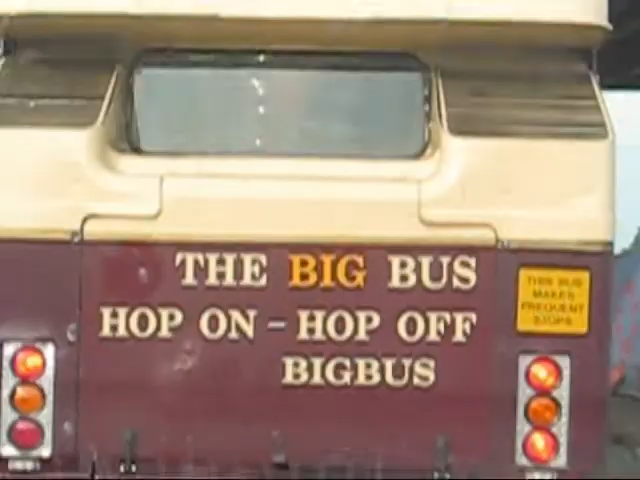 THE BIG BUS
HOP ON - HOP OFF
BIGBUS
THIS BUS
MAKES
FREQUENT
STOPS